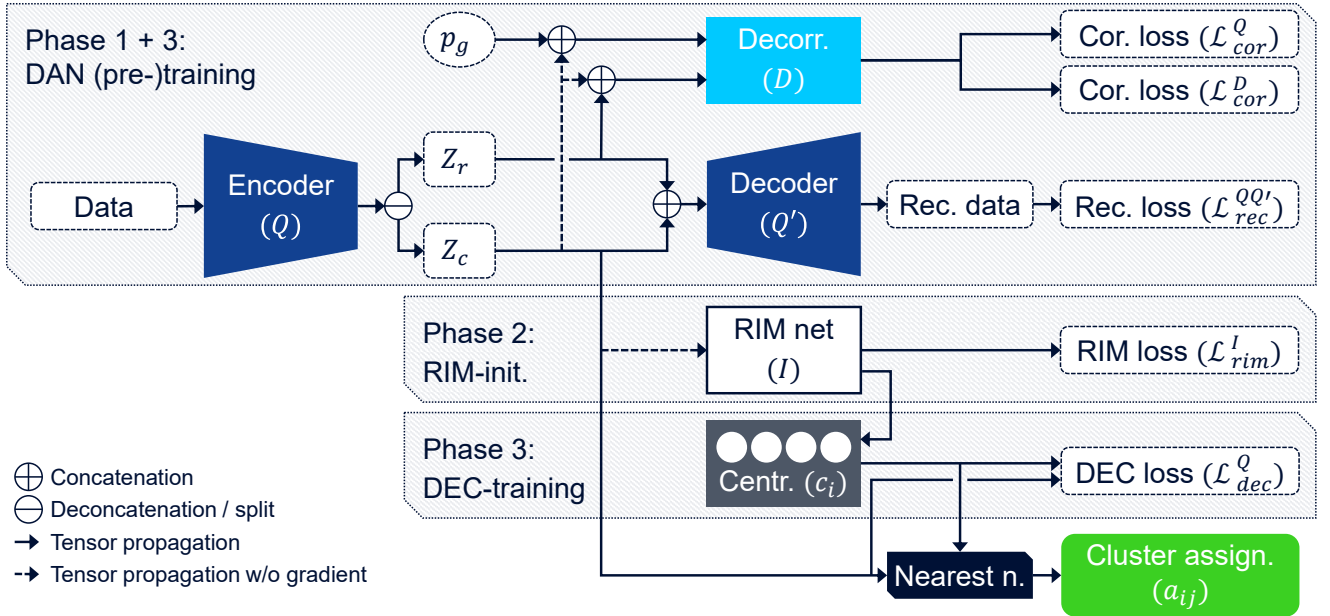 Phase 1 + 3:
DAN (pre-)training
p_g
Decorr.
(D)
Cor. loss (ℒ^Q_cor)
Cor. loss (ℒ^D_cor)
Data
Encoder
(Q)
Z_r
Z_c
Decoder
(Q′)
Rec. data
Rec. loss (ℒ^QQ′_rec)
Phase 2:
RIM-init.
RIM net
(I)
RIM loss (ℒ^I_rim)
Phase 3:
DEC-training
Centr. (c_i)
DEC loss (ℒ^Q_dec)
Nearest n.
Cluster assign.
(a_ij)
Concatenation
Deconcatenation / split
Tensor propagation
Tensor propagation w/o gradient